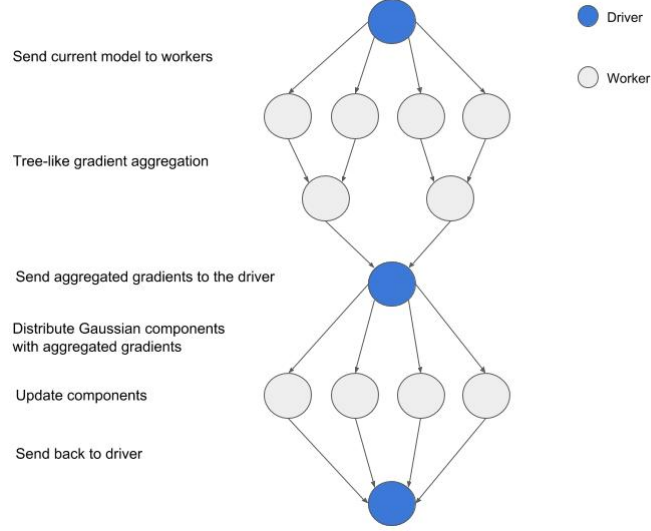 Driver
Send current model to workers
Worker
Tree-like gradient aggregation
Send aggregated gradients to the driver
Distribute Gaussian components
with aggregated gradients
Update components
Send back to driver